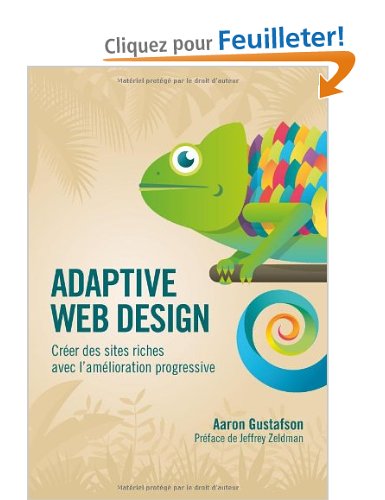 Cliquez pour Feuilleter!
Matériel protégé par le droit d'auteur
ADAPTIVE
WEB DESIGN
Créer des sites riches
avec l'amélioration progressive
Aaron Gustafson
Préface de Jeffrey Zeldman
Matériel protégé par le droit d'auteur